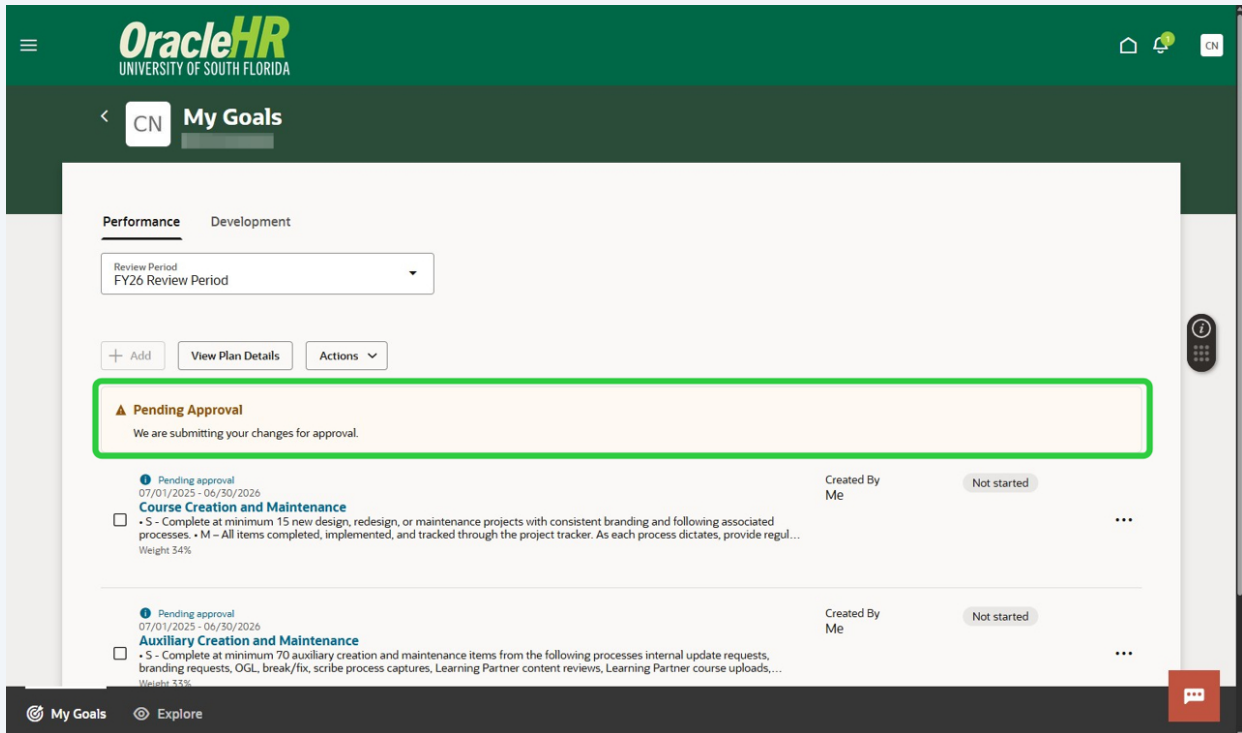 OracleHR
UNIVERSITY OF SOUTH FLORIDA
1
CN
CN
My Goals
Performance
Development
Review Period
FY26 Review Period
+ Add
View Plan Details
Actions
Pending Approval
We are submitting your changes for approval.
Pending approval
07/01/2025 - 06/30/2026
Course Creation and Maintenance
• S - Complete at minimum 15 new design, redesign, or maintenance projects with consistent branding and following associated
processes. • M – All items completed, implemented, and tracked through the project tracker. As each process dictates, provide regul...
Weight 34%
Created By
Me
Not started
Pending approval
07/01/2025 - 06/30/2026
Auxiliary Creation and Maintenance
• S - Complete at minimum 70 auxiliary creation and maintenance items from the following processes internal update requests,
branding requests, OGL, break/fix, scribe process captures, Learning Partner content reviews, Learning Partner course uploads,...
Weight 33%
Created By
Me
Not started
My Goals
Explore